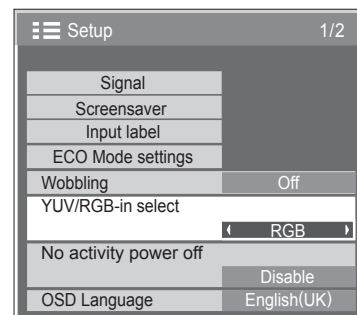 Setup 1/2
Signal
Screensaver
Input label
ECO Mode settings
Wobbling Off
YUV/RGB-in select
RGB
No activity power off
Disable
OSD Language English(UK)